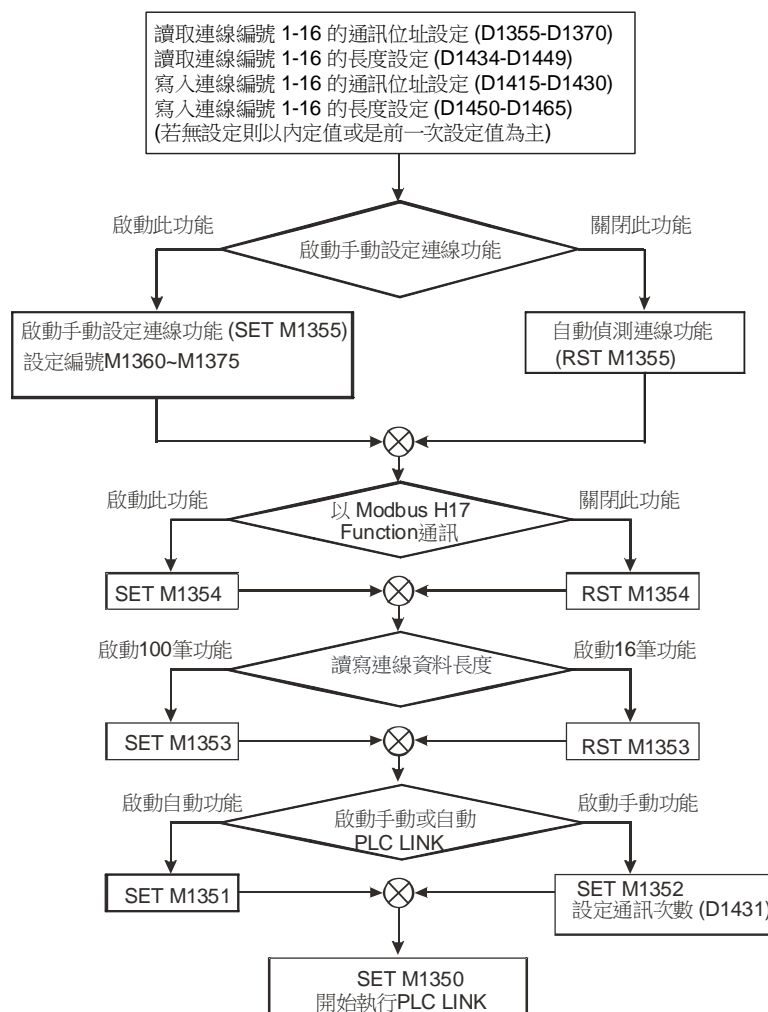 讀取連線編號 1-16 的通訊位址設定 (D1355-D1370)
讀取連線編號 1-16 的長度設定 (D1434-D1449)
寫入連線編號 1-16 的通訊位址設定 (D1415-D1430)
寫入連線編號 1-16 的長度設定 (D1450-D1465)
(若無設定則以內定值或是前一次設定值為主)
啟動此功能
關閉此功能
啟動手動設定連線功能
啟動手動設定連線功能 (SET M1355)
設定編號M1360~M1375
自動偵測連線功能
(RST M1355)
啟動此功能
關閉此功能
以 Modbus H17
Function通訊
SET M1354
RST M1354
啟動100筆功能
啟動16筆功能
讀寫連線資料長度
SET M1353
RST M1353
啟動自動功能
啟動手動功能
啟動手動或自動
PLC LINK
SET M1351
SET M1352
設定通訊次數 (D1431)
SET M1350
開始執行PLC LINK